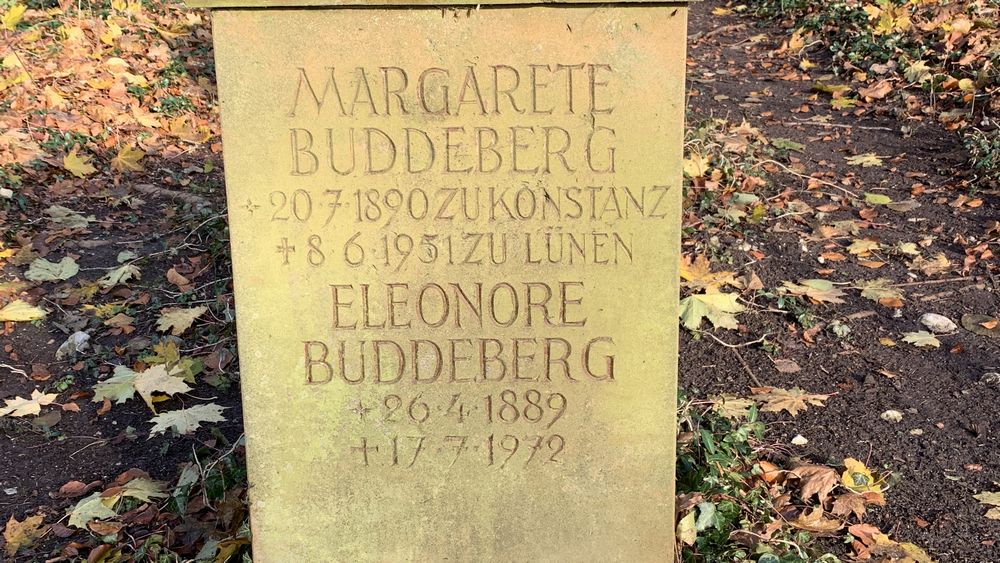 MARGARETE
BUDDEBERG
* 20·7·1890 ZU KONSTANZ
+ 8·6·1951 ZU LÜNEN
ELEONORE
BUDDEBERG
* 26·4·1889
+ 17·7·1972